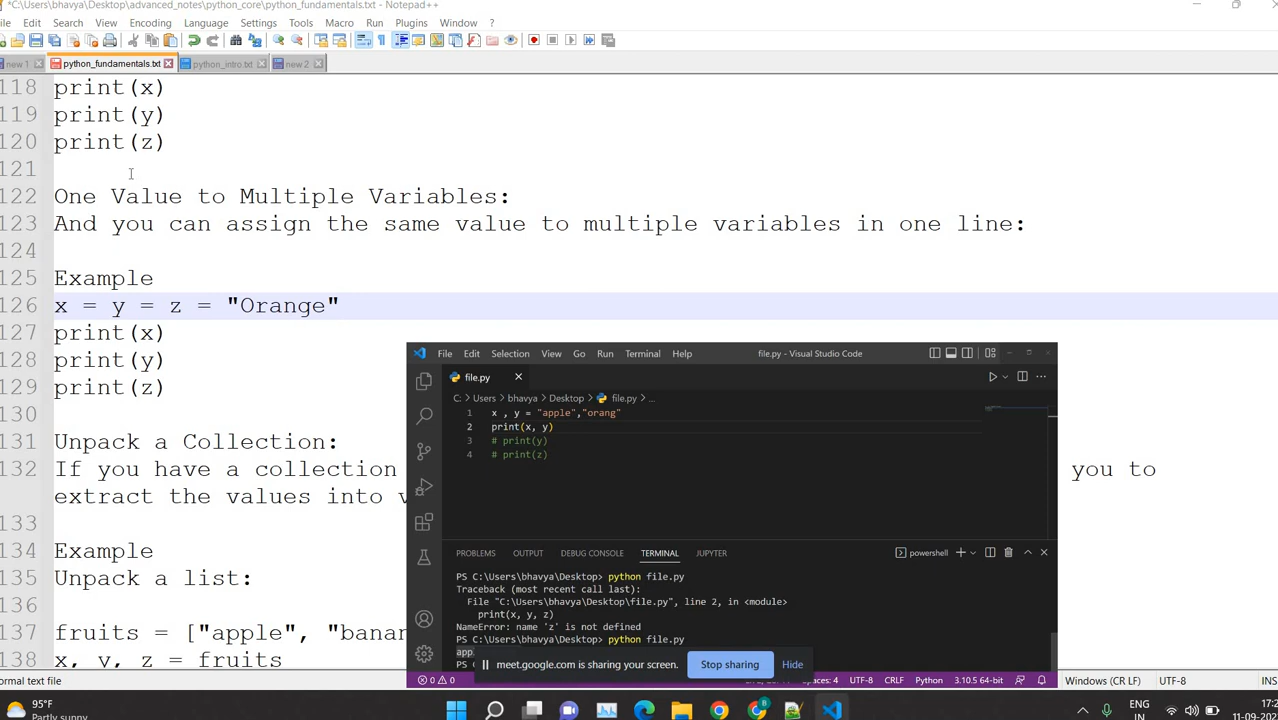 *C:\Users\bhavya\Desktop\advanced_notes\python_core\python_fundamentals.txt - Notepad++
ile Edit Search View Encoding Language Settings Tools Macro Run Plugins Window ?
new 1 python_fundamentals.txt python_intro.txt new 2
118 print(x)
119 print(y)
120 print(z)
121
122 One Value to Multiple Variables:
123 And you can assign the same value to multiple variables in one line:
124
125 Example
126 x = y = z = "Orange"
127 print(x)
128 print(y)
129 print(z)
130
131 Unpack a Collection:
132 If you have a collection you to
extract the values into v
133
134 Example
135 Unpack a list:
136
137 fruits = ["apple", "banan
138 x, y, z = fruits
File Edit Selection View Go Run Terminal Help file.py - Visual Studio Code
file.py
C: > Users > bhavya > Desktop > file.py > ...
1 x , y = "apple","orang"
2 print(x, y)
3 # print(y)
4 # print(z)
PROBLEMS OUTPUT DEBUG CONSOLE TERMINAL JUPYTER powershell
PS C:\Users\bhavya\Desktop> python file.py
Traceback (most recent call last):
File "C:\Users\bhavya\Desktop\file.py", line 2, in <module>
print(x, y, z)
NameError: name 'z' is not defined
PS C:\Users\bhavya\Desktop> python file.py
app
PS C
meet.google.com is sharing your screen. Stop sharing Hide
0 0 Spaces: 4 UTF-8 CRLF Python 3.10.5 64-bit
ormal text file Windows (CR LF) UTF-8 INS
95°F
Partly sunny
ENG
IN
11-09-202